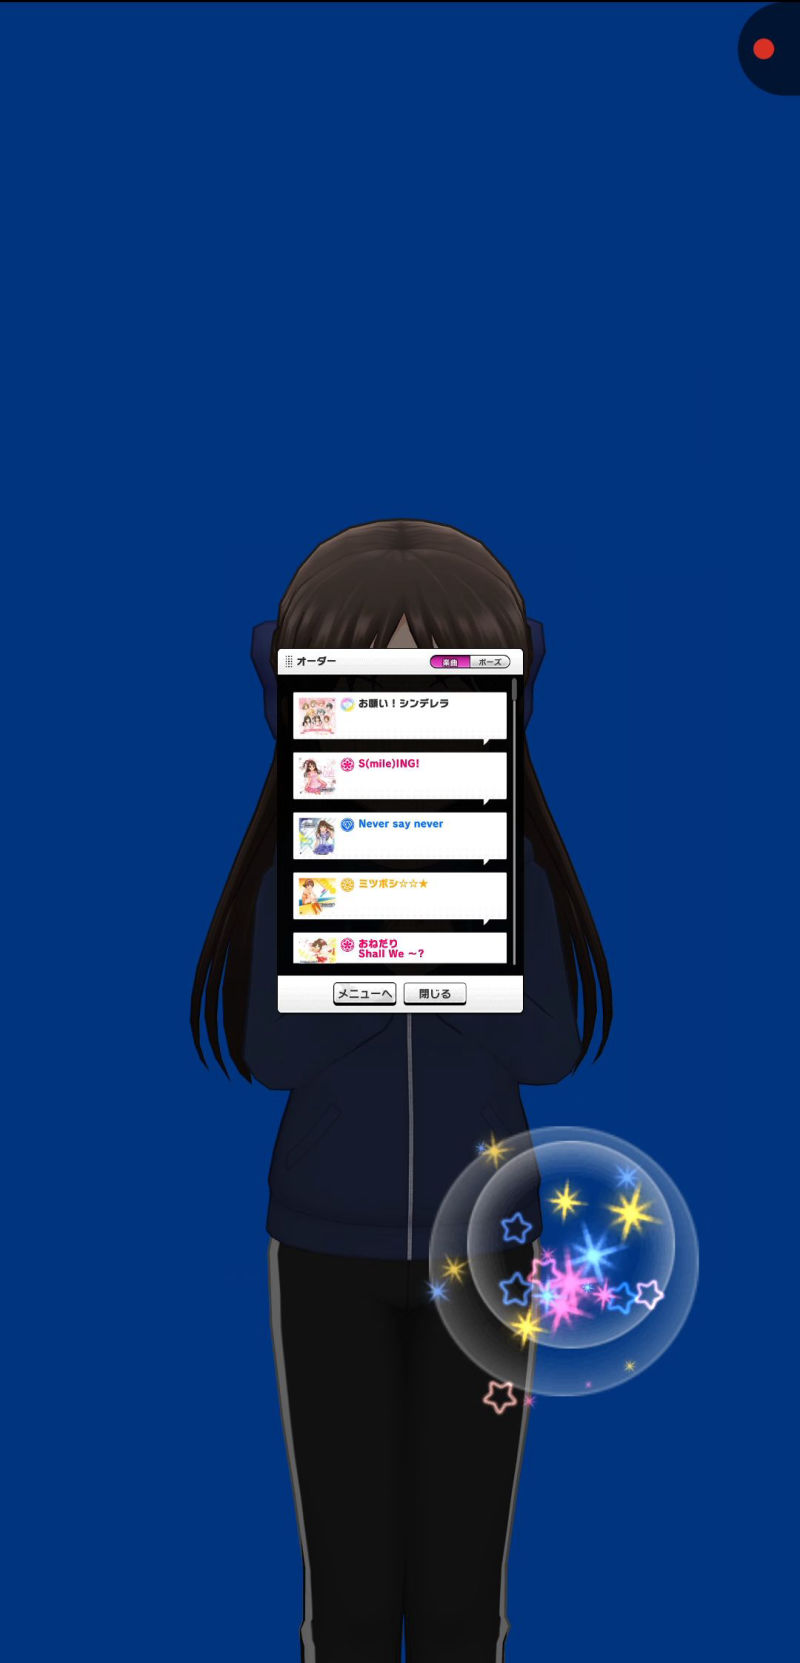 オーダー
楽曲 ポーズ
お願い！シンデレラ
S(mile)ING!
Never say never
ミツボシ☆☆★
おねだり
Shall We ～?
メニューへ 閉じる